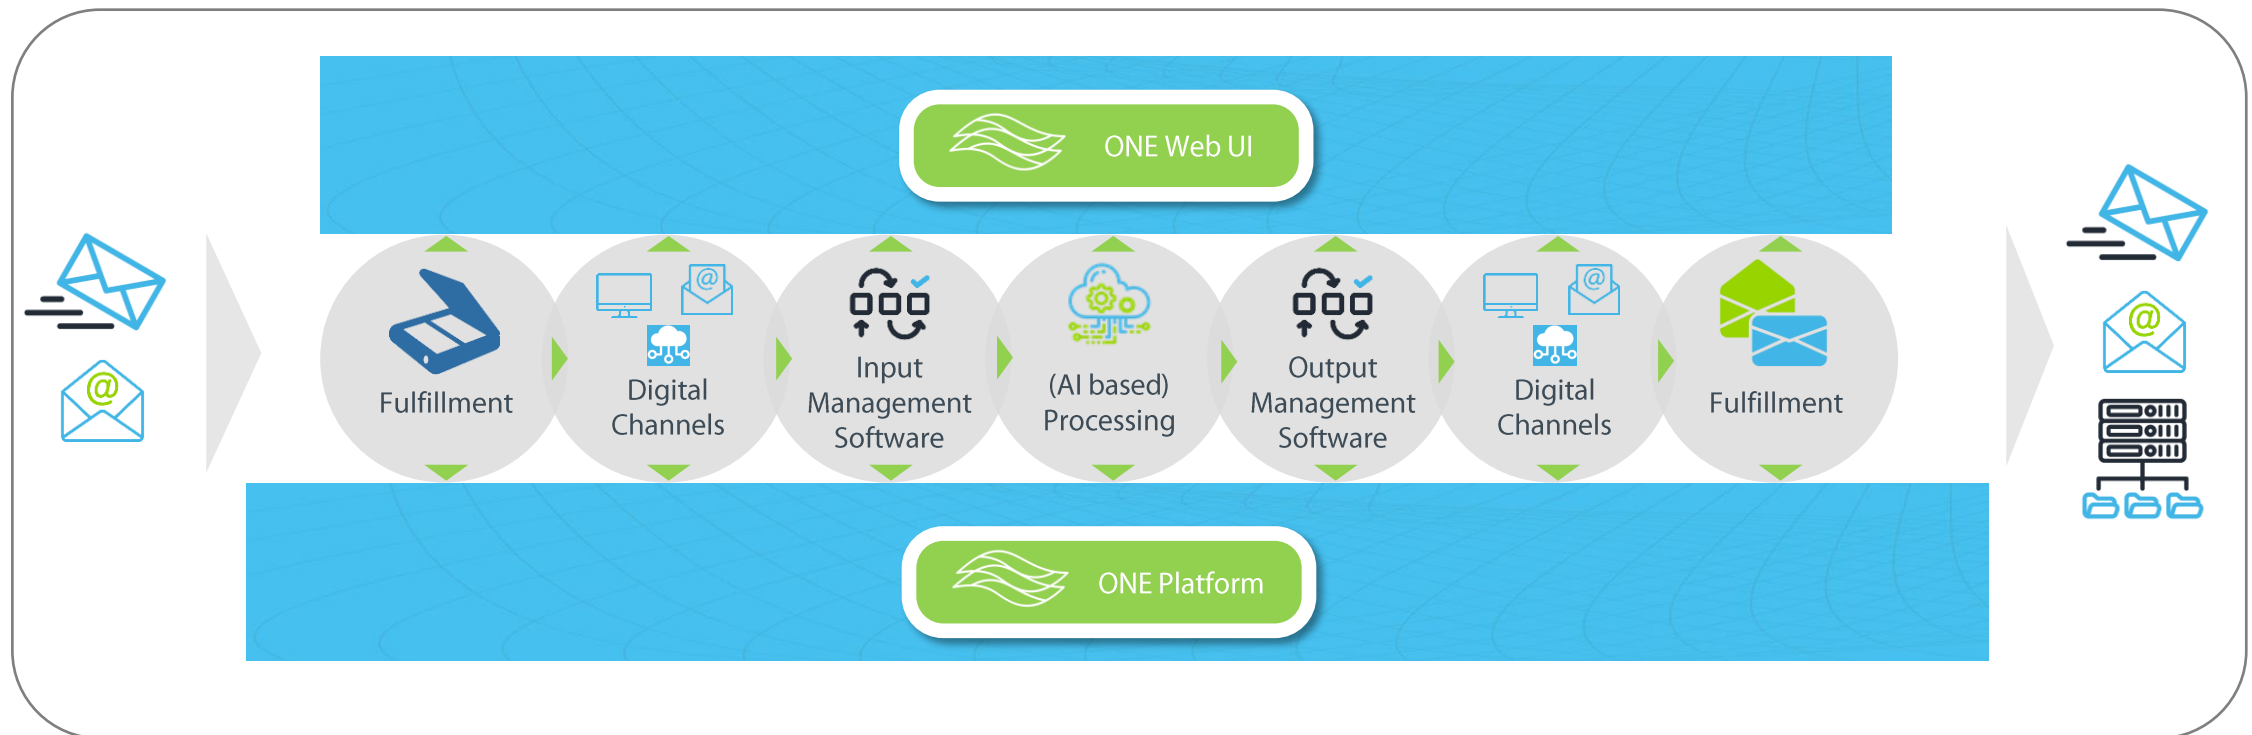 ONE Web UI
Fulfillment
@
Digital
Channels
Input
Management
Software
(AI based)
Processing
Output
Management
Software
@
Digital
Channels
Fulfillment
@
@
ONE Platform